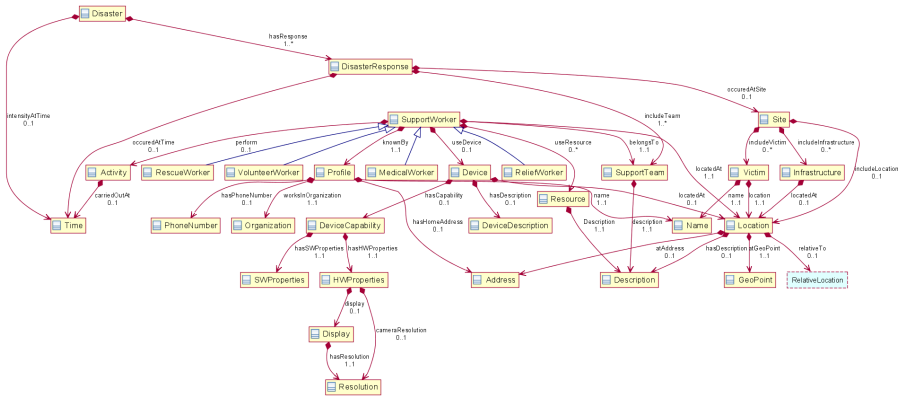 Disaster
hasResponse
1..*
DisasterResponse
intensityAtTime
0..1
occuredAtSite
0..1
SupportWorker
includeTeam
1..*
Site
occuredAtTime
0..1
perform
0..1
knownBy
1..1
useDevice
0..1
useResource
0..*
belongsTo
1..1
includeVictim
0..*
includeInfrastructure
0..*
locatedAt
1..1
includeLocation
0..1
Activity
RescueWorker
VolunteerWorker
Profile
MedicalWorker
Device
ReliefWorker
SupportTeam
Victim
Infrastructure
carriedOutAt
0..1
hasPhoneNumber
0..1
worksInOrganization
1..1
hasCapability
0..1
hasDescription
0..1
Resource
locatedAt
0..1
name
1..1
name
1..1
location
1..1
locatedAt
0..1
Time
PhoneNumber
Organization
DeviceCapability
hasHomeAddress
0..1
DeviceDescription
Description
1..1
description
1..1
Name
Location
hasSWProperties
1..1
hasHWProperties
1..1
atAddress
0..1
hasDescription
0..1
atGeoPoint
0..1
relativeTo
0..1
SWProperties
HWProperties
Address
Description
GeoPoint
RelativeLocation
display
0..1
cameraResolution
0..1
Display
hasResolution
1..1
Resolution